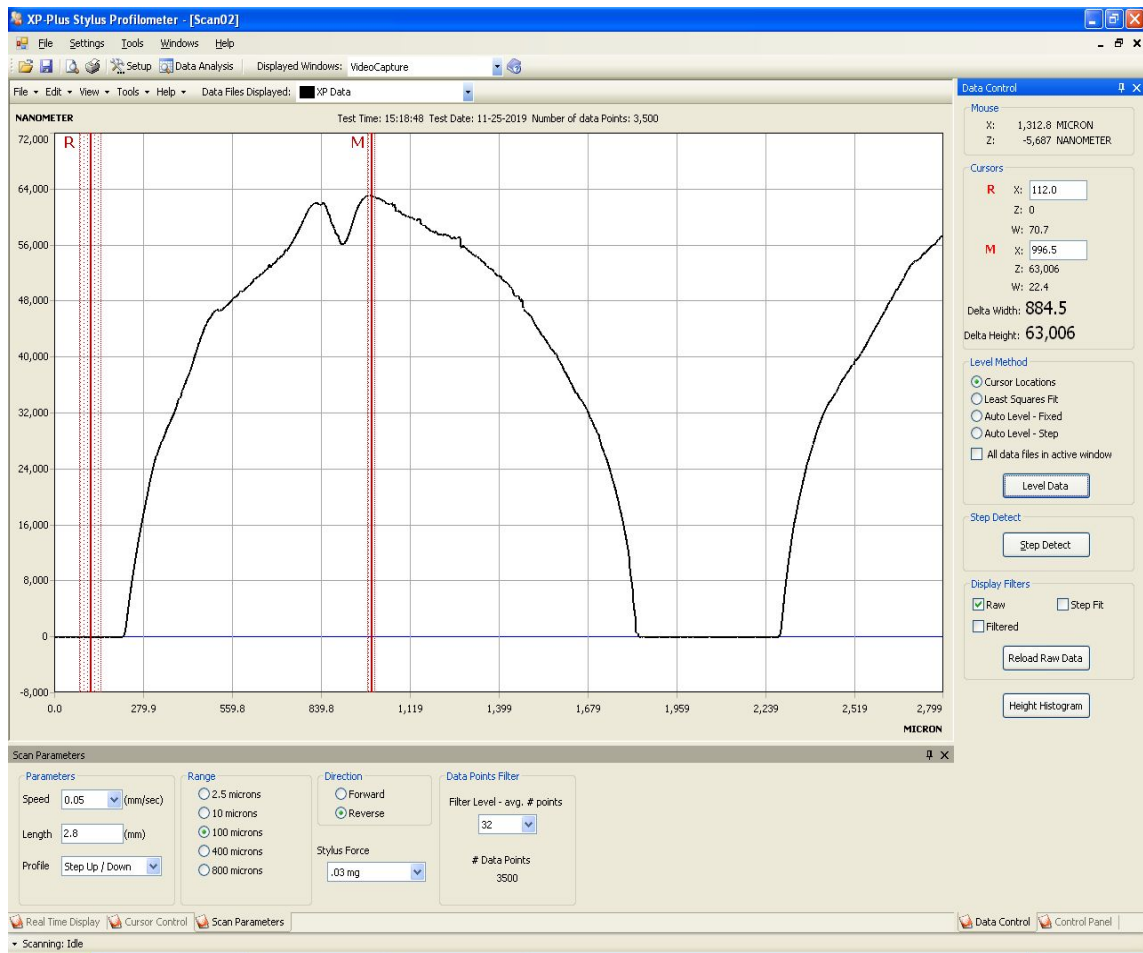 XP-Plus Stylus Profilometer - [Scan02]
File Settings Tools Windows Help
Setup Data Analysis Displayed Windows: VideoCapture
File Edit View Tools Help Data Files Displayed: XP Data
NANOMETER
Test Time: 15:18:48 Test Date: 11-25-2019 Number of data Points: 3,500
R M
72,000
64,000
56,000
48,000
40,000
32,000
24,000
16,000
8,000
0
-8,000
0.0 279.9 559.8 839.8 1,119 1,399 1,679 1,959 2,239 2,519 2,799
MICRON
Data Control
Mouse
X: 1,312.8 MICRON
Z: -5,687 NANOMETER
Cursors
R X: 112.0
Z: 0
W: 70.7
M X: 996.5
Z: 63,006
W: 22.4
Delta Width: 884.5
Delta Height: 63,006
Level Method
Cursor Locations
Least Squares Fit
Auto Level - Fixed
Auto Level - Step
All data files in active window
Level Data
Step Detect
Step Detect
Display Filters
Raw Step Fit
Filtered
Reload Raw Data
Height Histogram
Scan Parameters
Parameters
Speed 0.05 (mm/sec)
Length 2.8 (mm)
Profile Step Up / Down
Range
2.5 microns
10 microns
100 microns
400 microns
800 microns
Direction
Forward
Reverse
Stylus Force
.03 mg
Data Points Filter
Filter Level - avg. # points
32
# Data Points
3500
Real Time Display Cursor Control Scan Parameters
Data Control Control Panel
Scanning: Idle